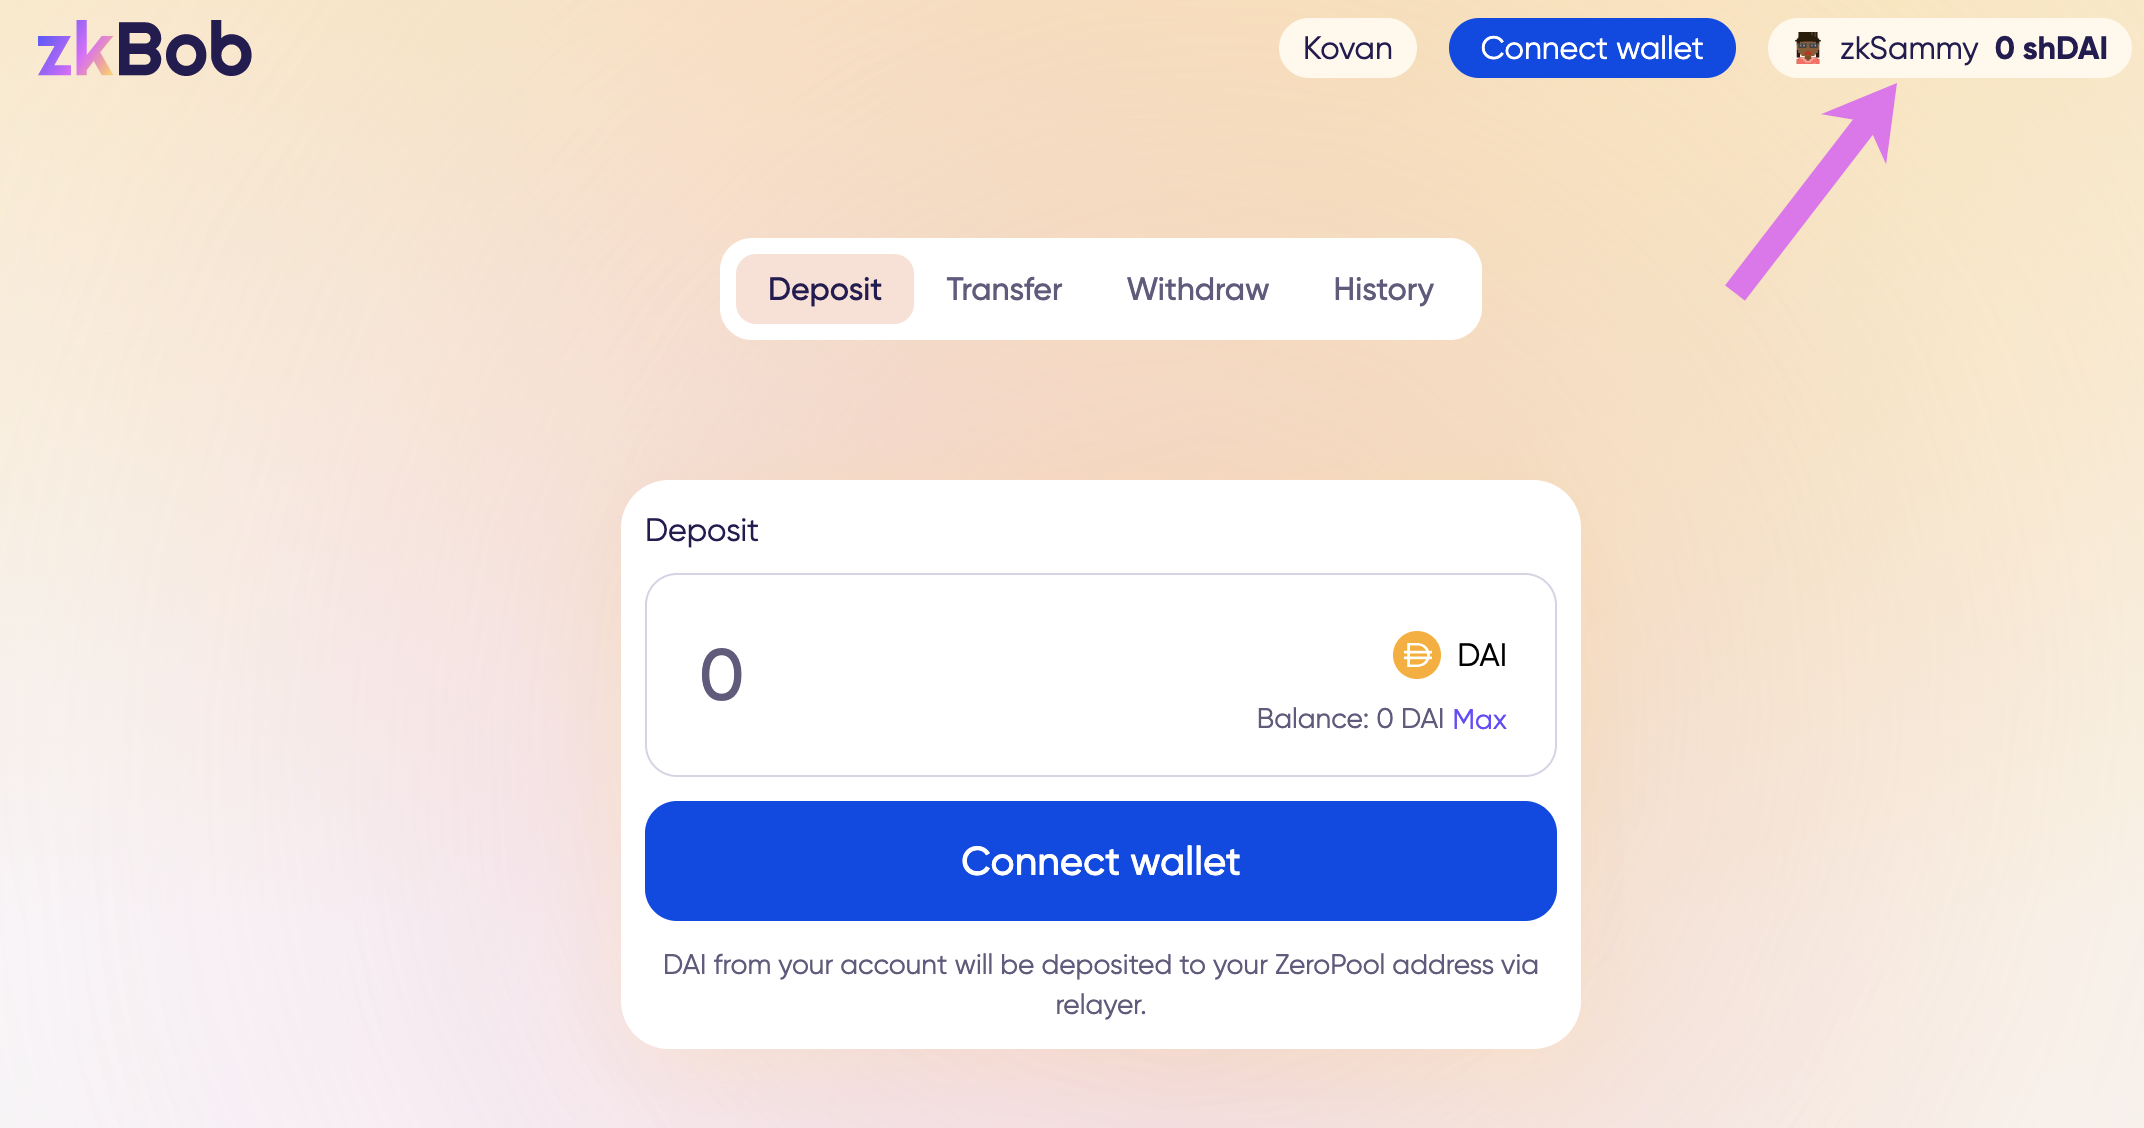 zkBob
Kovan
Connect wallet
zkSammy 0 shDAI
Deposit
Transfer
Withdraw
History
Deposit
0
DAI
Balance: 0 DAI Max
Connect wallet
DAI from your account will be deposited to your ZeroPool address via
relayer.